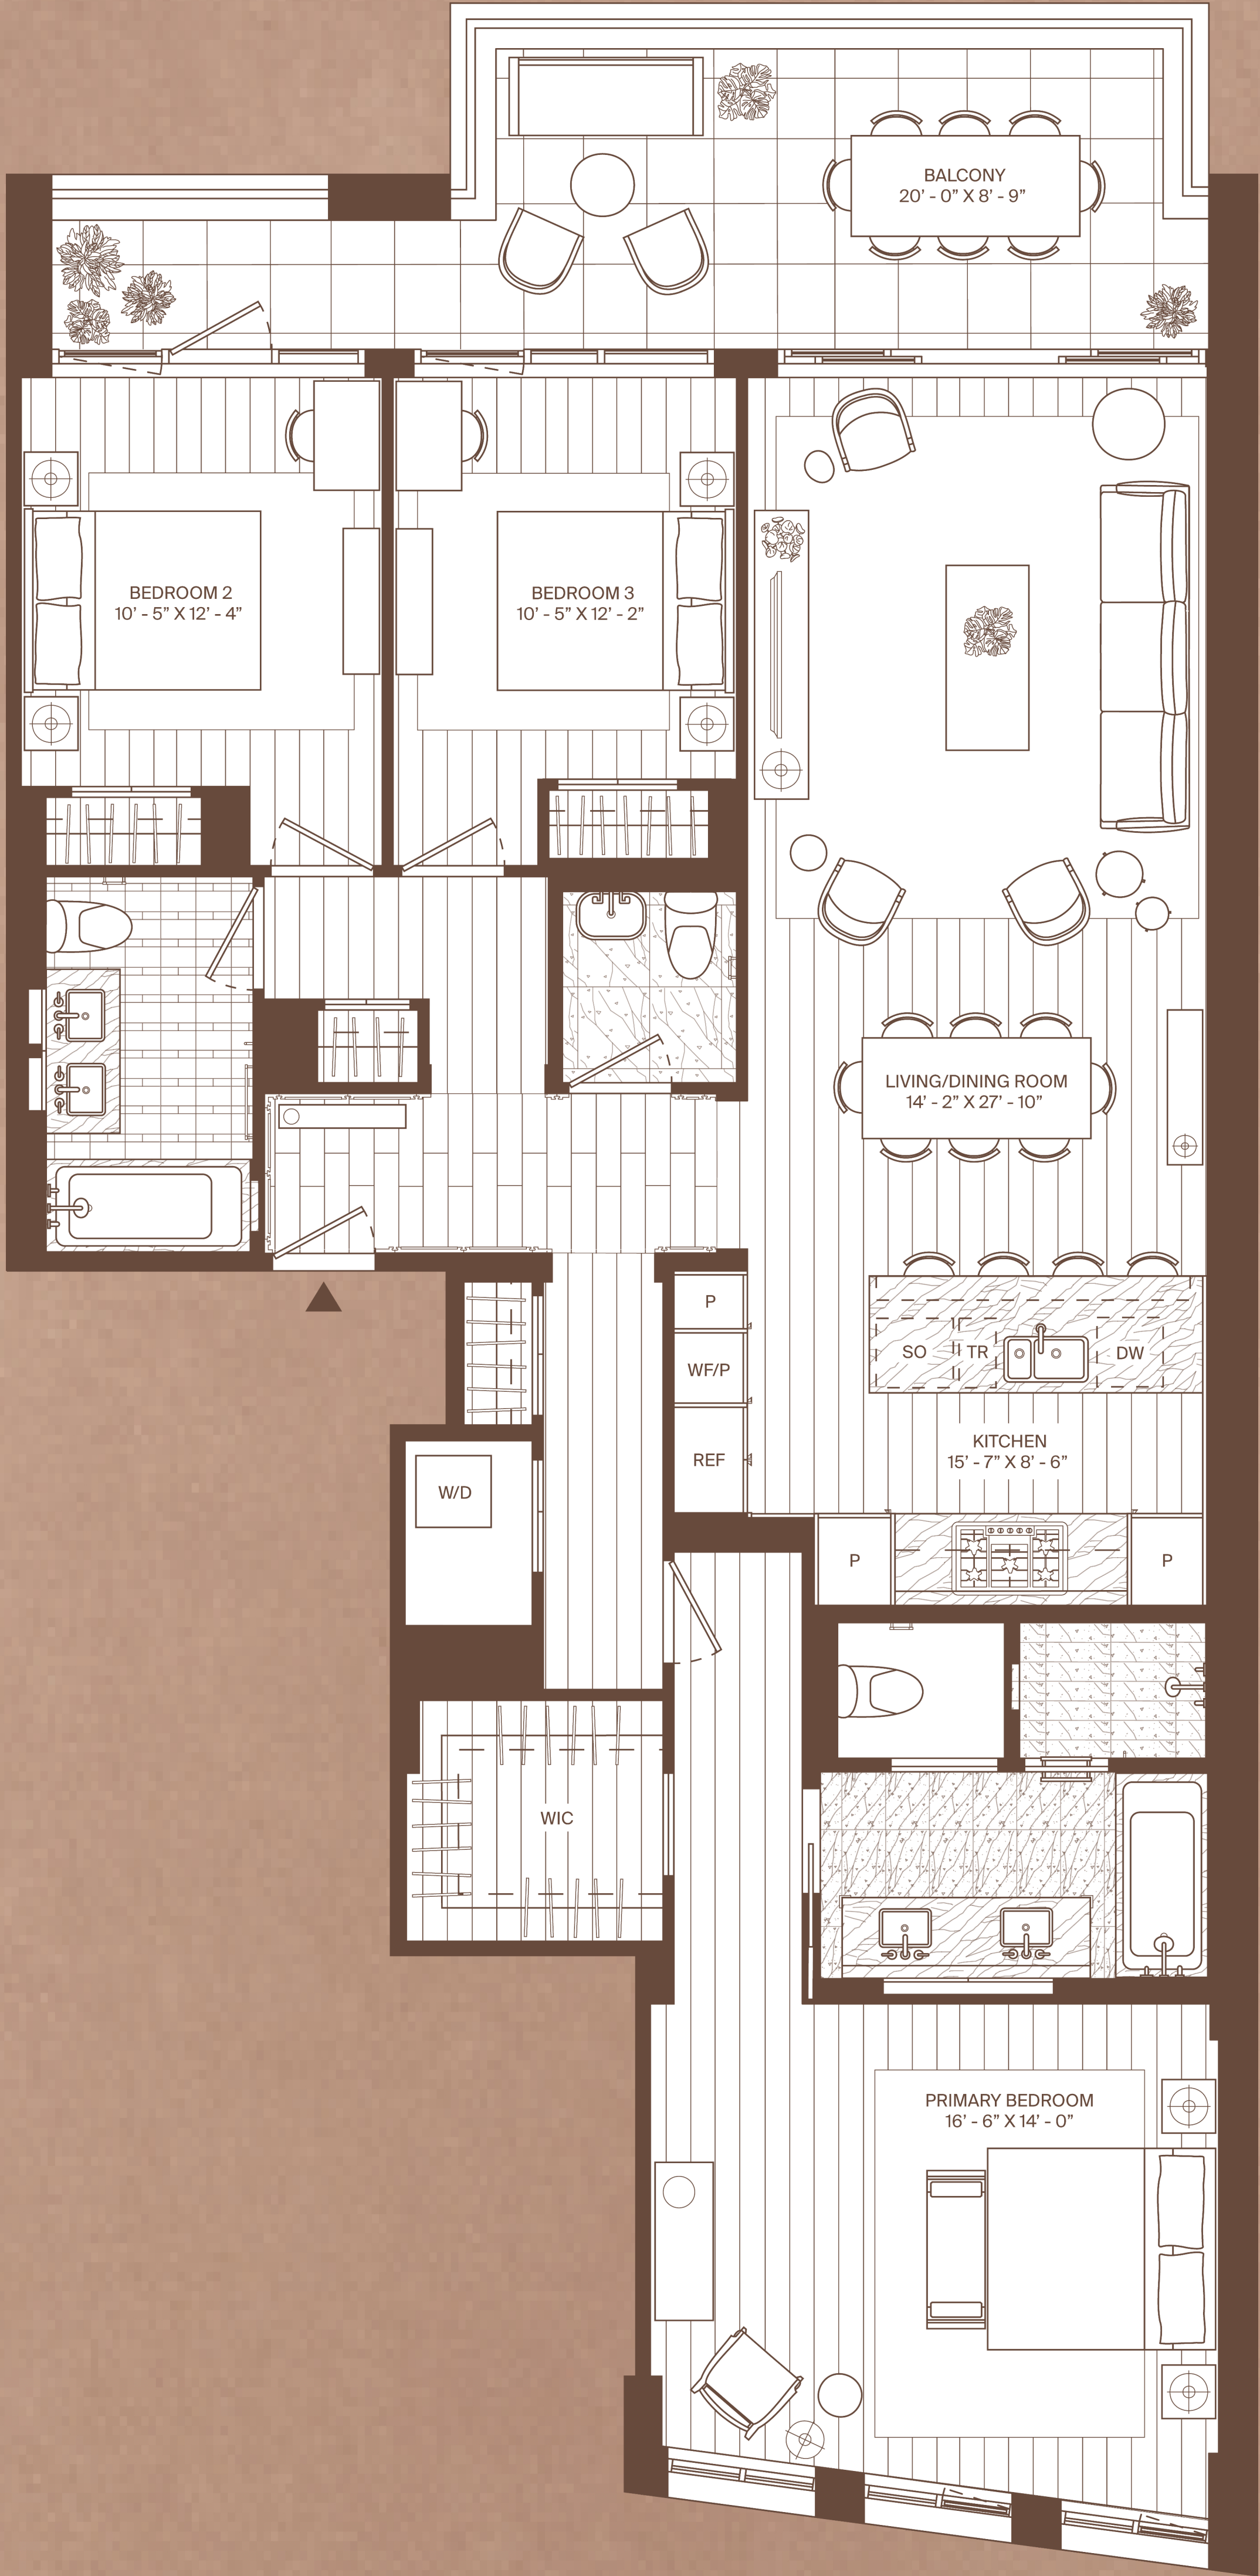 BALCONY
20’ - 0” X 8’ - 9”
BEDROOM 2
10’ - 5” X 12’ - 4”
BEDROOM 3
10’ - 5” X 12’ - 2”
LIVING/DINING ROOM
14’ - 2” X 27’ - 10”
P
WF/P
REF
SO
TR
DW
KITCHEN
15’ - 7” X 8’ - 6”
W/D
P
P
WIC
PRIMARY BEDROOM
16’ - 6” X 14’ - 0”